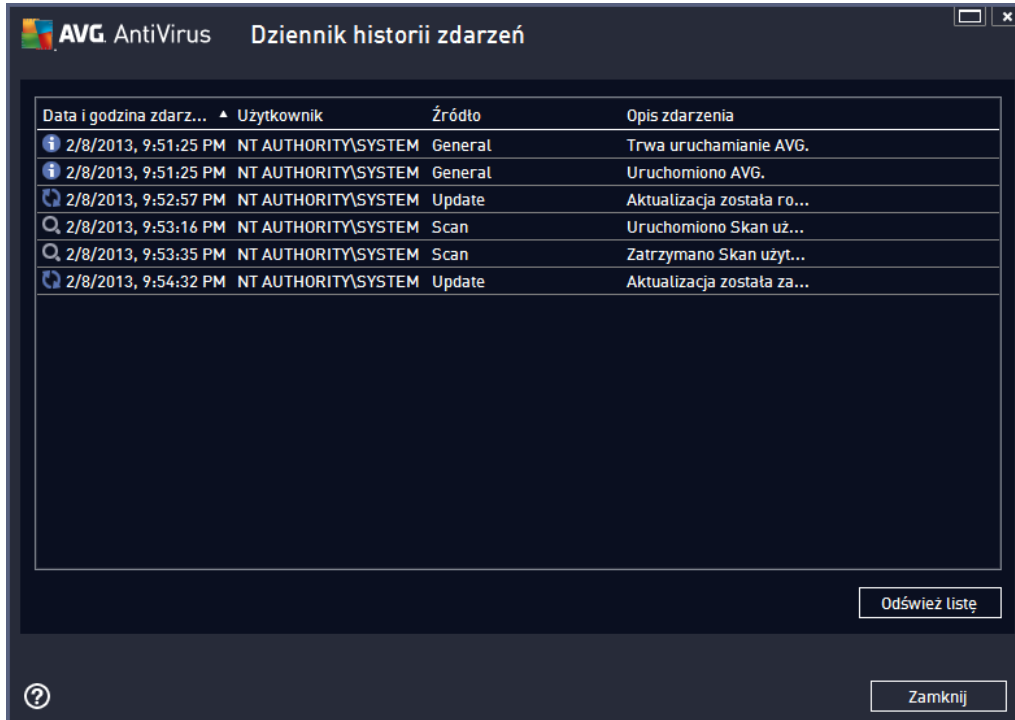 AVG AntiVirus Dziennik historii zdarzeń
Data i godzina zdarz... Użytkownik Źródło Opis zdarzenia
2/8/2013, 9:51:25 PM NT AUTHORITY\SYSTEM General Trwa uruchamianie AVG.
2/8/2013, 9:51:25 PM NT AUTHORITY\SYSTEM General Uruchomiono AVG.
2/8/2013, 9:52:57 PM NT AUTHORITY\SYSTEM Update Aktualizacja została ro...
2/8/2013, 9:53:16 PM NT AUTHORITY\SYSTEM Scan Uruchomiono Skan uż...
2/8/2013, 9:53:35 PM NT AUTHORITY\SYSTEM Scan Zatrzymano Skan użyt...
2/8/2013, 9:54:32 PM NT AUTHORITY\SYSTEM Update Aktualizacja została za...
Odśwież listę
Zamknij